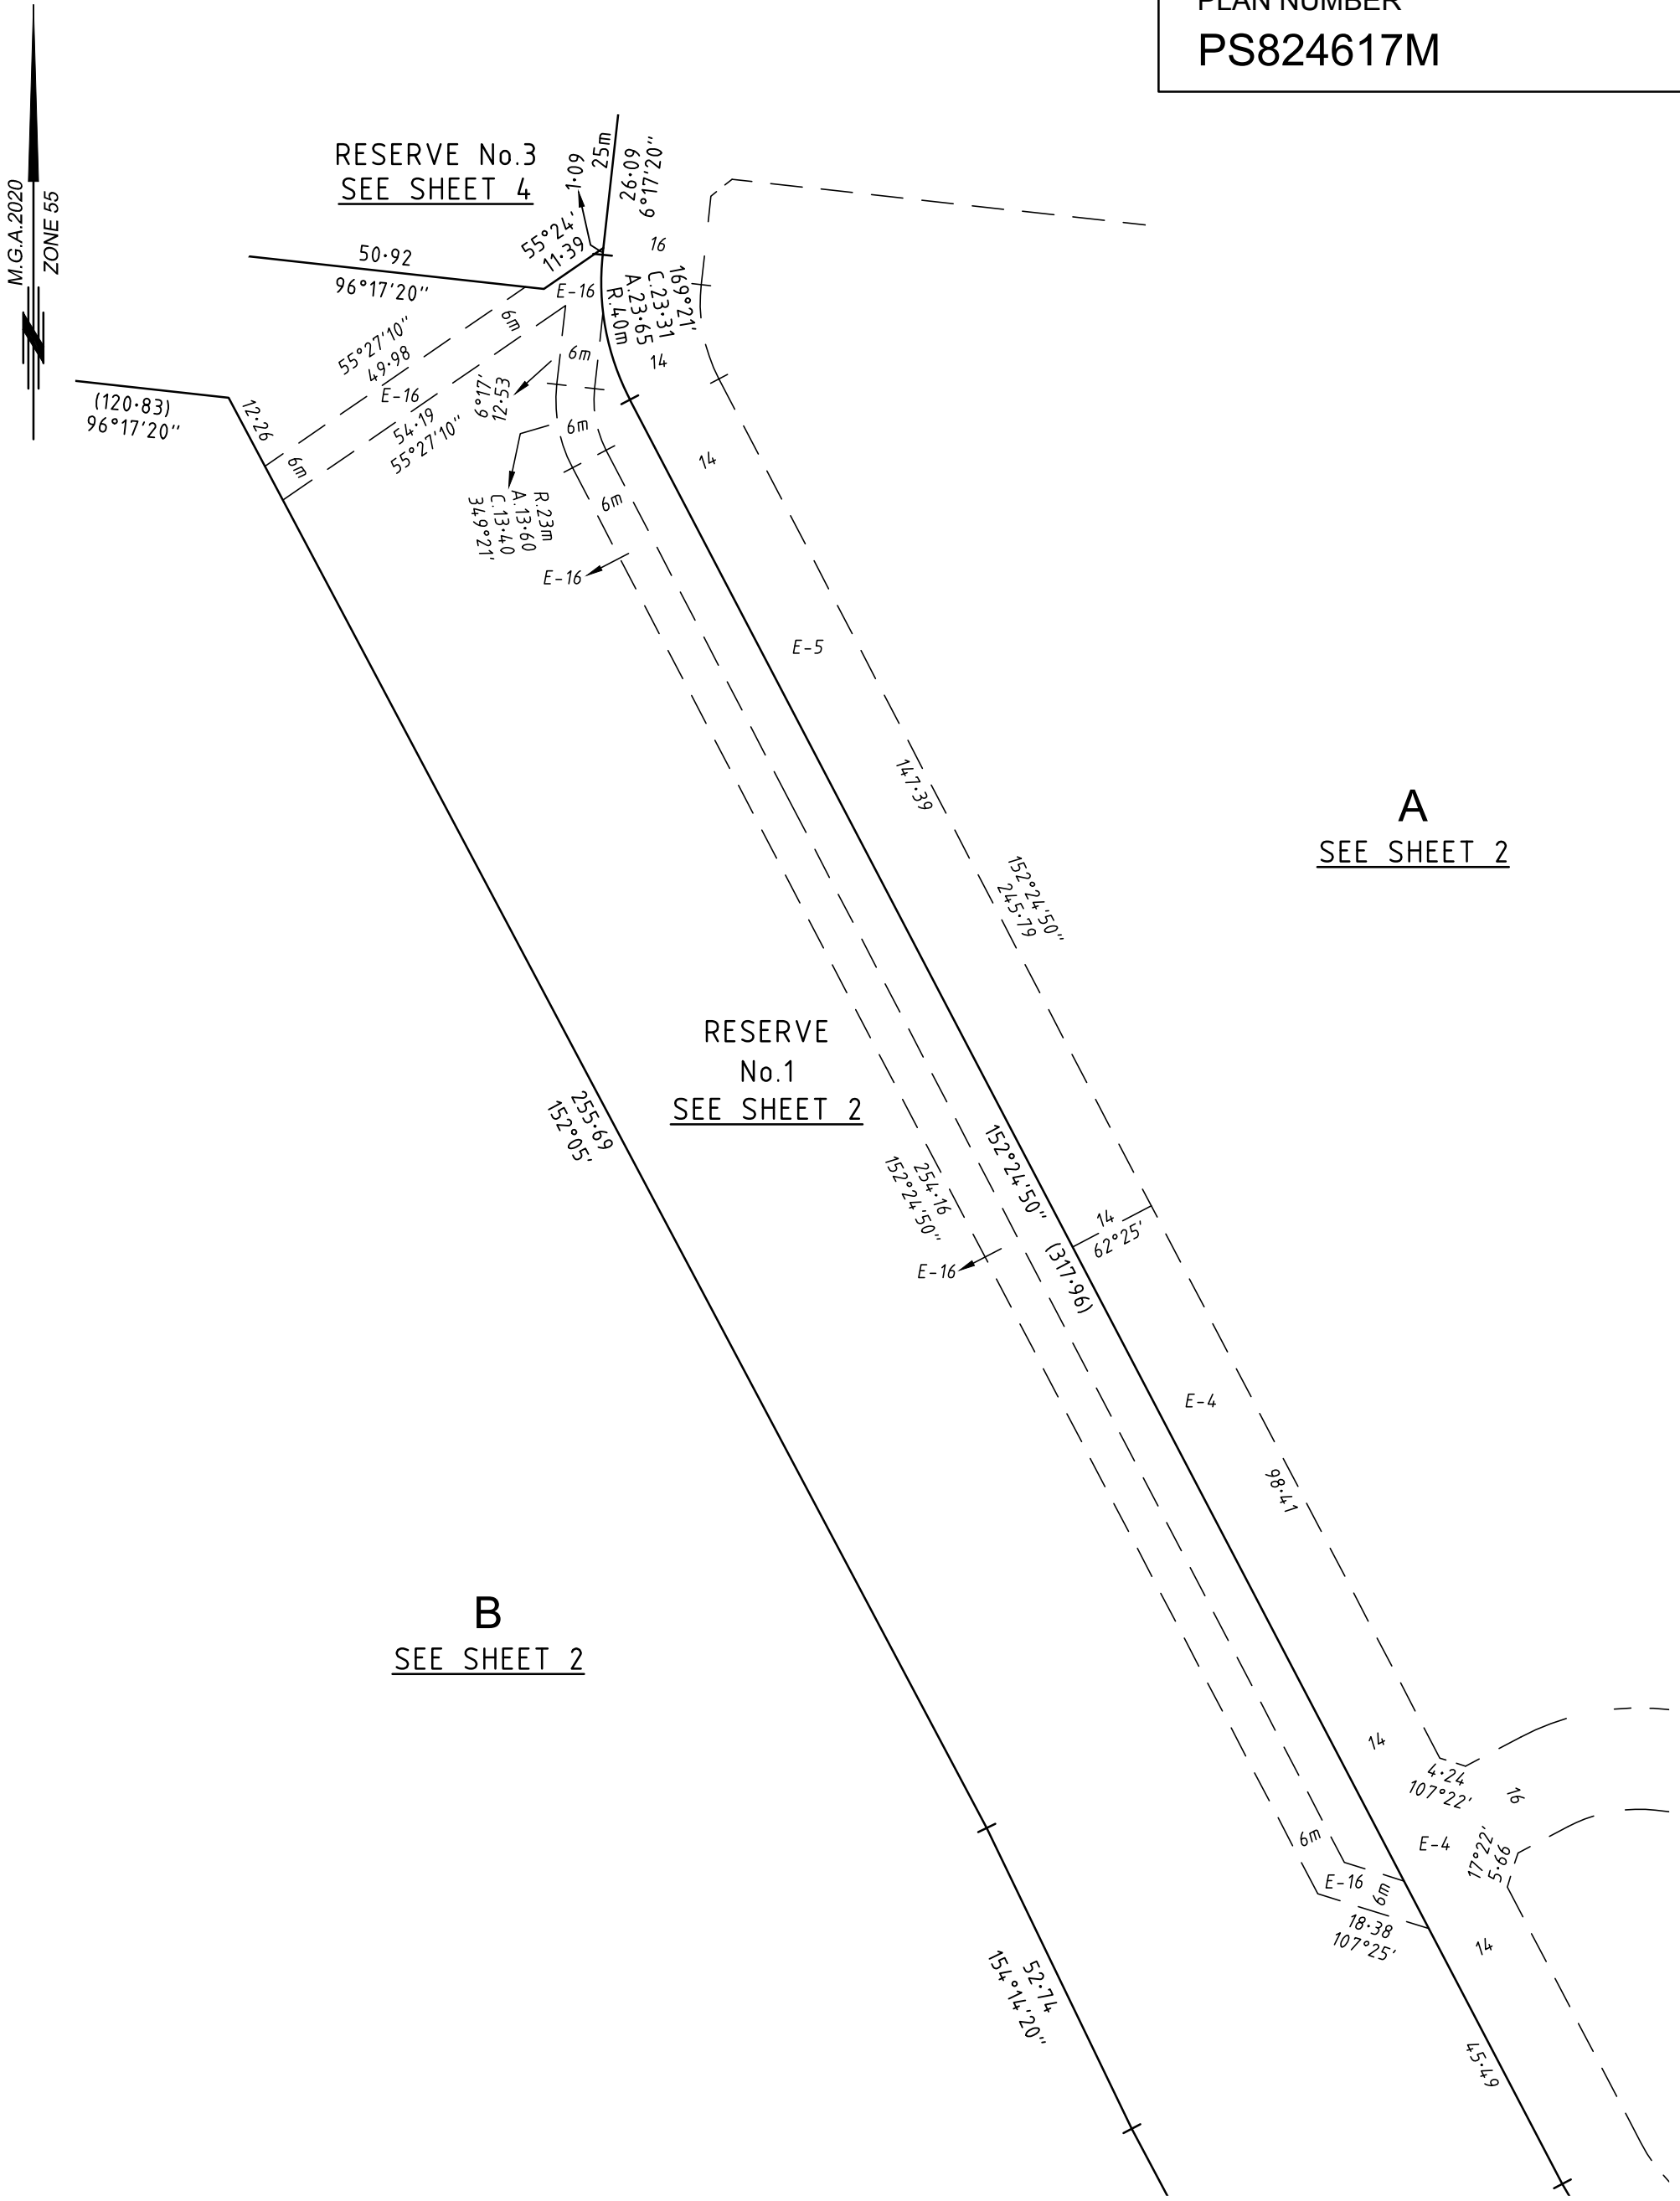 PLAN NUMBER
PS824617M
M.G.A.2020
ZONE 55
RESERVE No.3
SEE SHEET 4
1·09
25m
26·09
6°17'20"
55°24'
11·39
16
50·92
96°17'20"
E-16
169°21'
C.23·31
A.23·65
R.40m
14
6m
55°27'10"
49·98
6m
E-16
6°17'
12·53
(120·83)
96°17'20"
12·26
54·19
55°27'10"
6m
6m
14
R.23m
A.13·60
C.13·40
349°21'
6m
E-16
E-5
147·39
A
SEE SHEET 2
152°24'50"
245·79
RESERVE
No.1
SEE SHEET 2
255·69
152°05'
254·16
152°24'50"
152°24'50"
(317·96)
14
62°25'
E-16
E-4
98·41
B
SEE SHEET 2
14
4·24
107°22'
16
6m
E-4
17°22'
5·66
E-16
6m
18·38
107°25'
14
52·74
154°14'20"
45·49